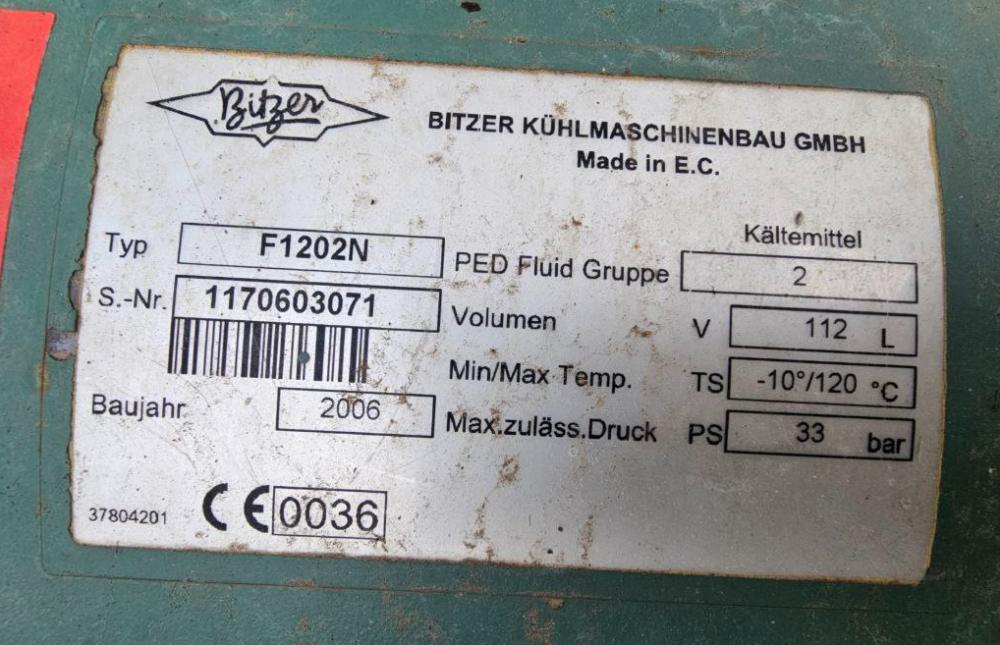 Bitzer
BITZER KÜHLMASCHINENBAU GMBH
Made in E.C.
Typ F1202N
S.-Nr. 1170603071
Baujahr 2006
Kältemittel
PED Fluid Gruppe 2
Volumen V 112 L
Min/Max Temp. TS -10°/120 °C
Max.zuläss.Druck PS 33 bar
37804201 CE 0036